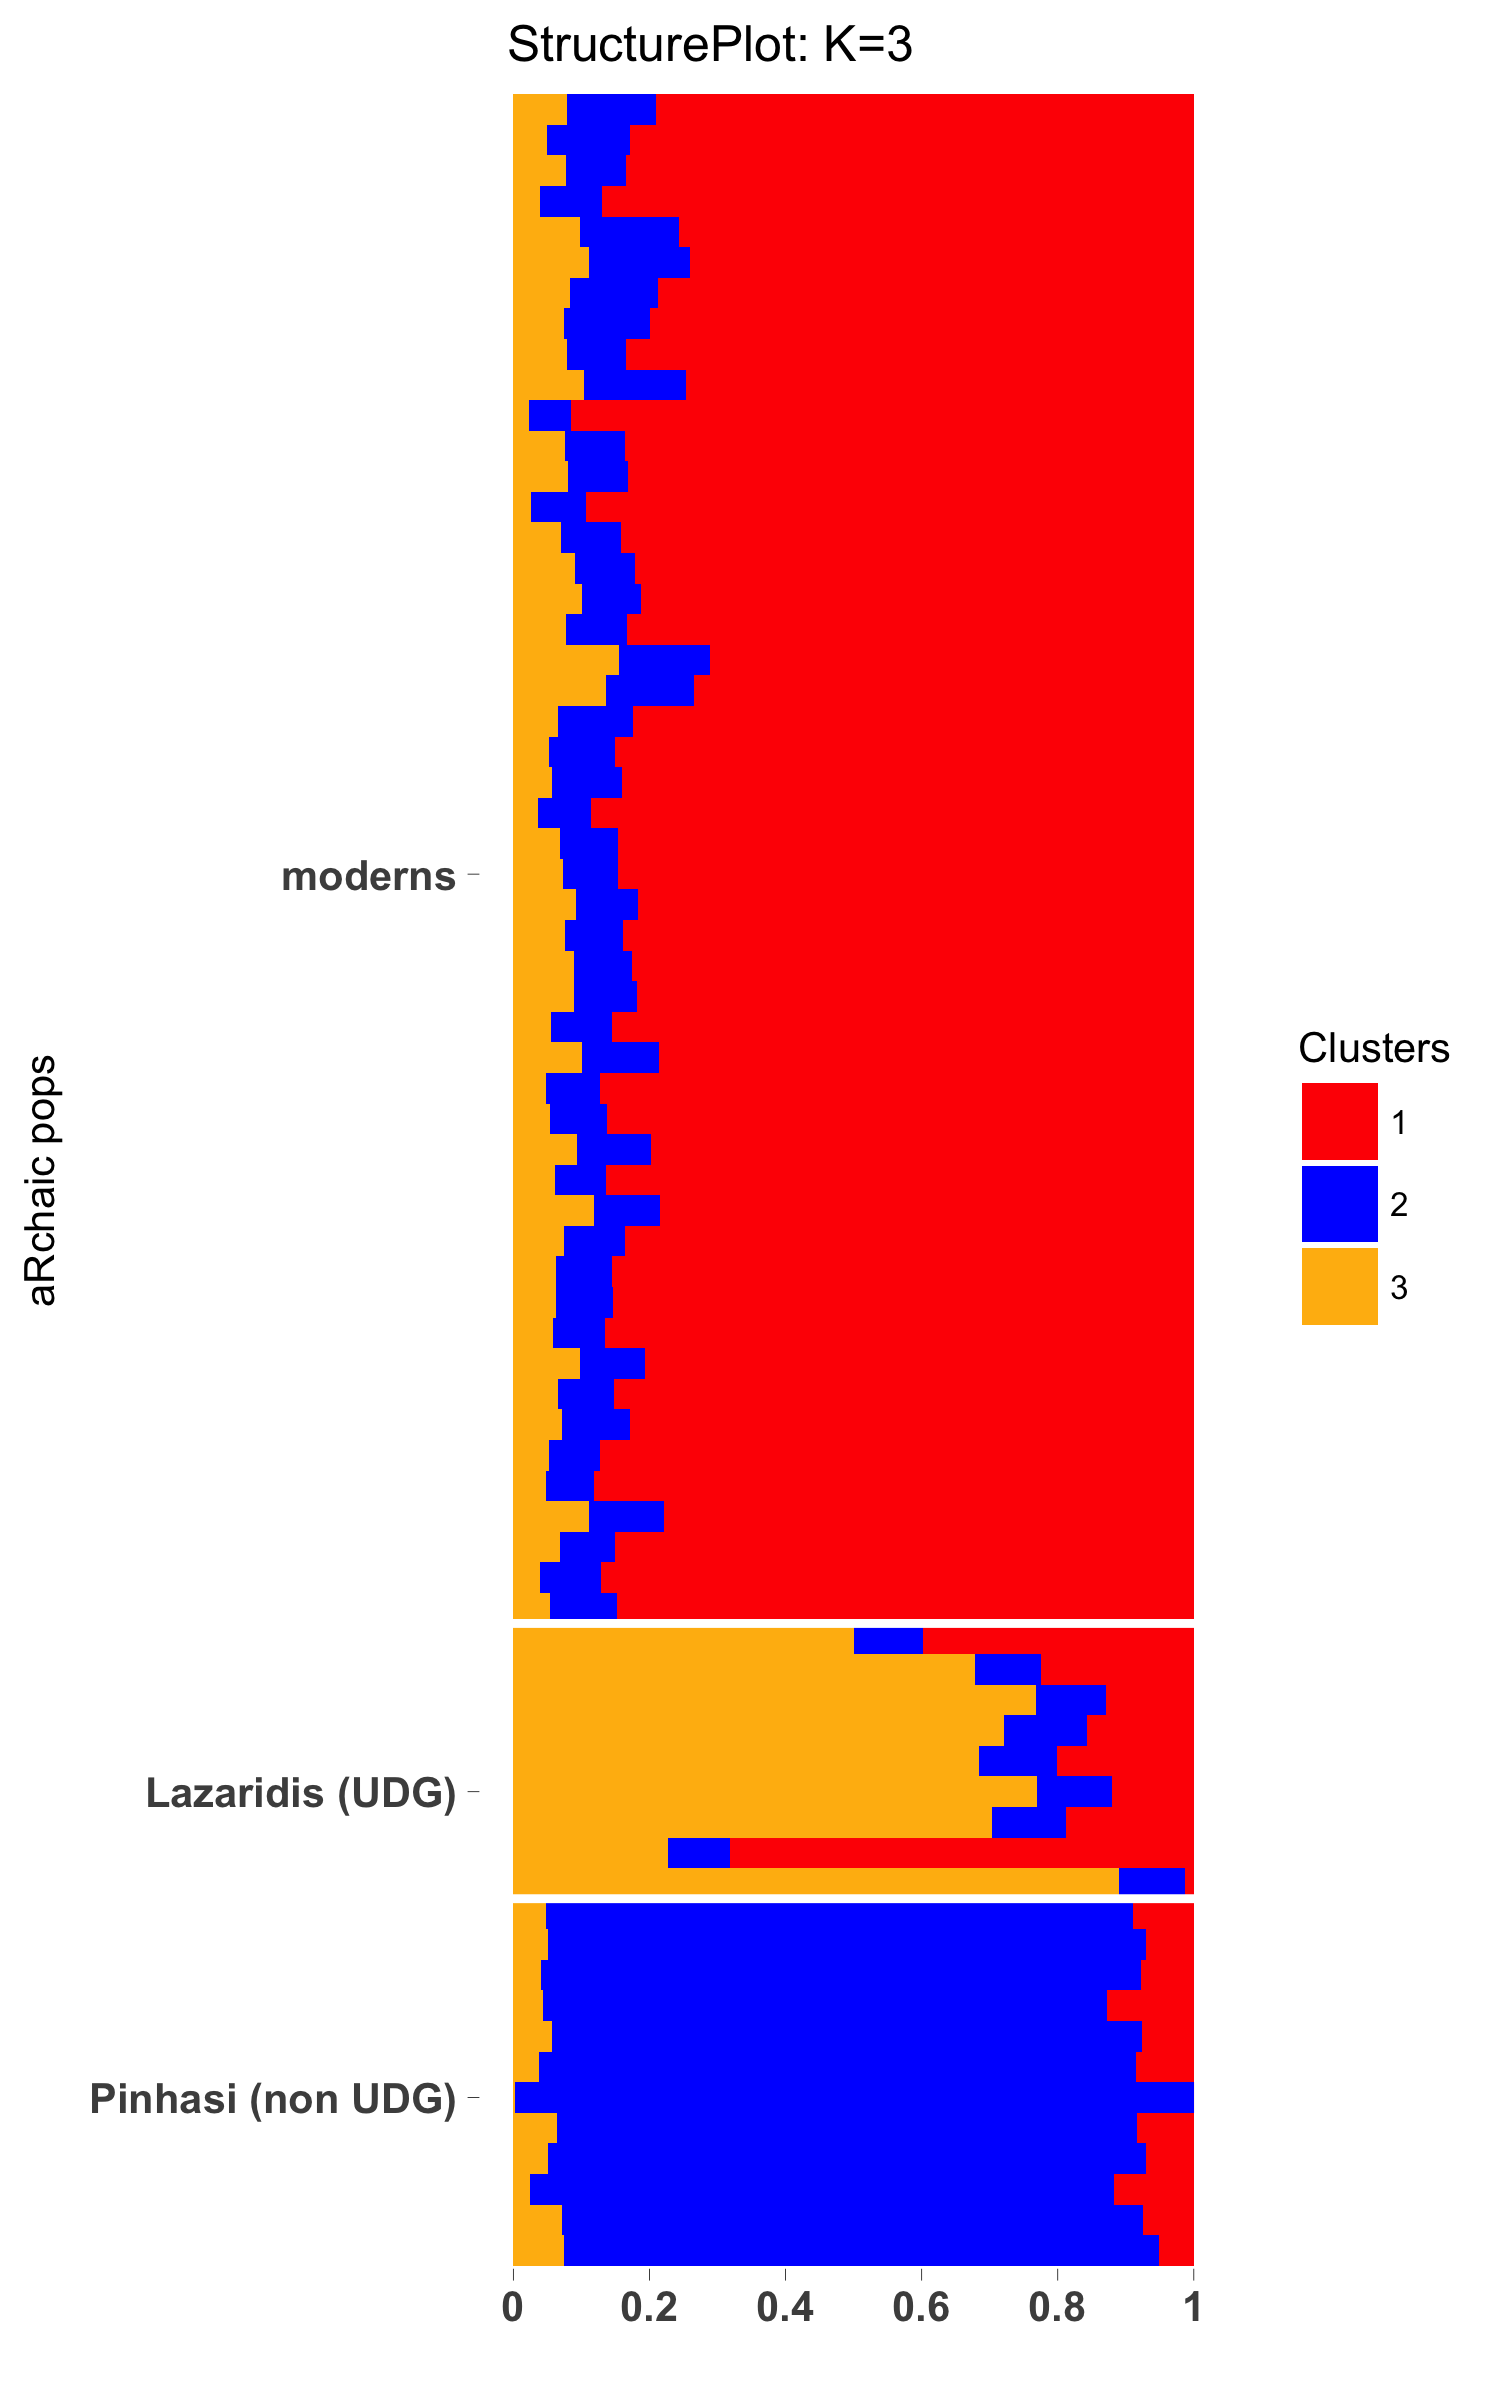 StructurePlot: K=3
aRchaic pops
moderns
Lazaridis (UDG)
Pinhasi (non UDG)
0 0.2 0.4 0.6 0.8 1
Clusters
1
2
3